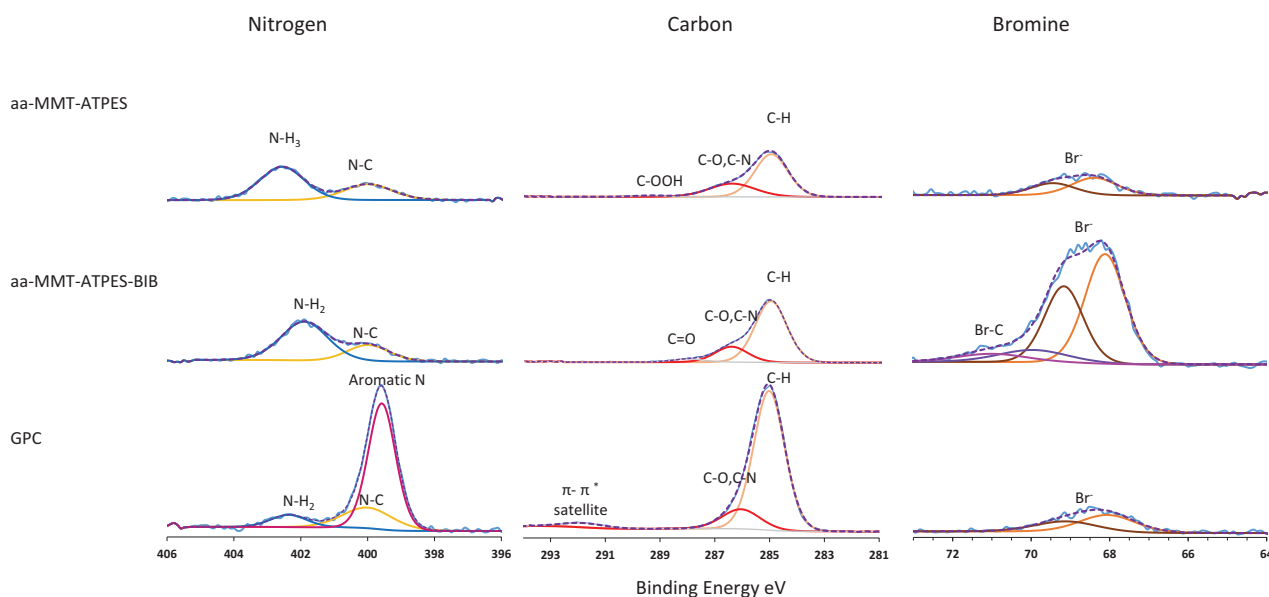 Nitrogen Carbon Bromine
aa-MMT-ATPES
N-H3 N-C
C-OOH C-O,C-N C-H
Br-
aa-MMT-ATPES-BIB
N-H2 N-C
C=O C-O,C-N C-H
Br-C Br-
GPC
Aromatic N
N-H2 N-C
π- π* 
satellite
C-O,C-N C-H
Br-
406 404 402 400 398 396
293 291 289 287 285 283 281
72 70 68 66 64
Binding Energy eV